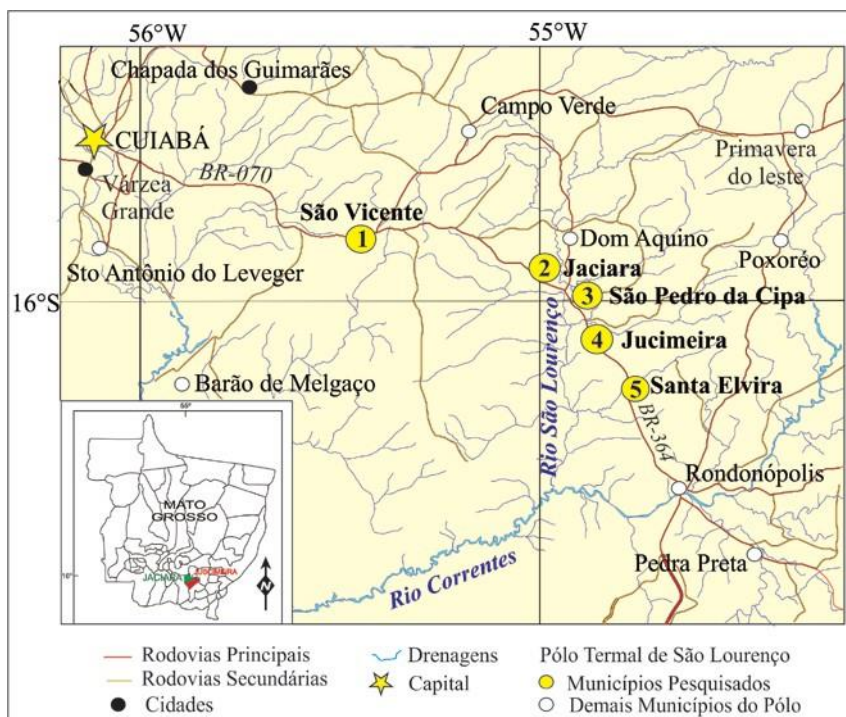 56°W
55°W
Chapada dos Guimarães
Campo Verde
CUIABÁ
Primavera
do leste
BR-070
Várzea
Grande
São Vicente
1
Dom Aquino
Sto Antônio do Leveger
2
Jaciara
Poxoréo
16°S
3
São Pedro da Cipa
4
Jucimeira
Barão de Melgaço
5
Santa Elvira
Rio São Lourenço
BR-364
55°
MATO
GROSSO
Rondonópolis
JACIARA
JUSCIMEIRA
16°
N
Pedra Preta
Rio Correntes
Rodovias Principais
Drenagens
Pólo Termal de São Lourenço
Rodovias Secundárias
Capital
Municípios Pesquisados
Cidades
Demais Municípios do Pólo